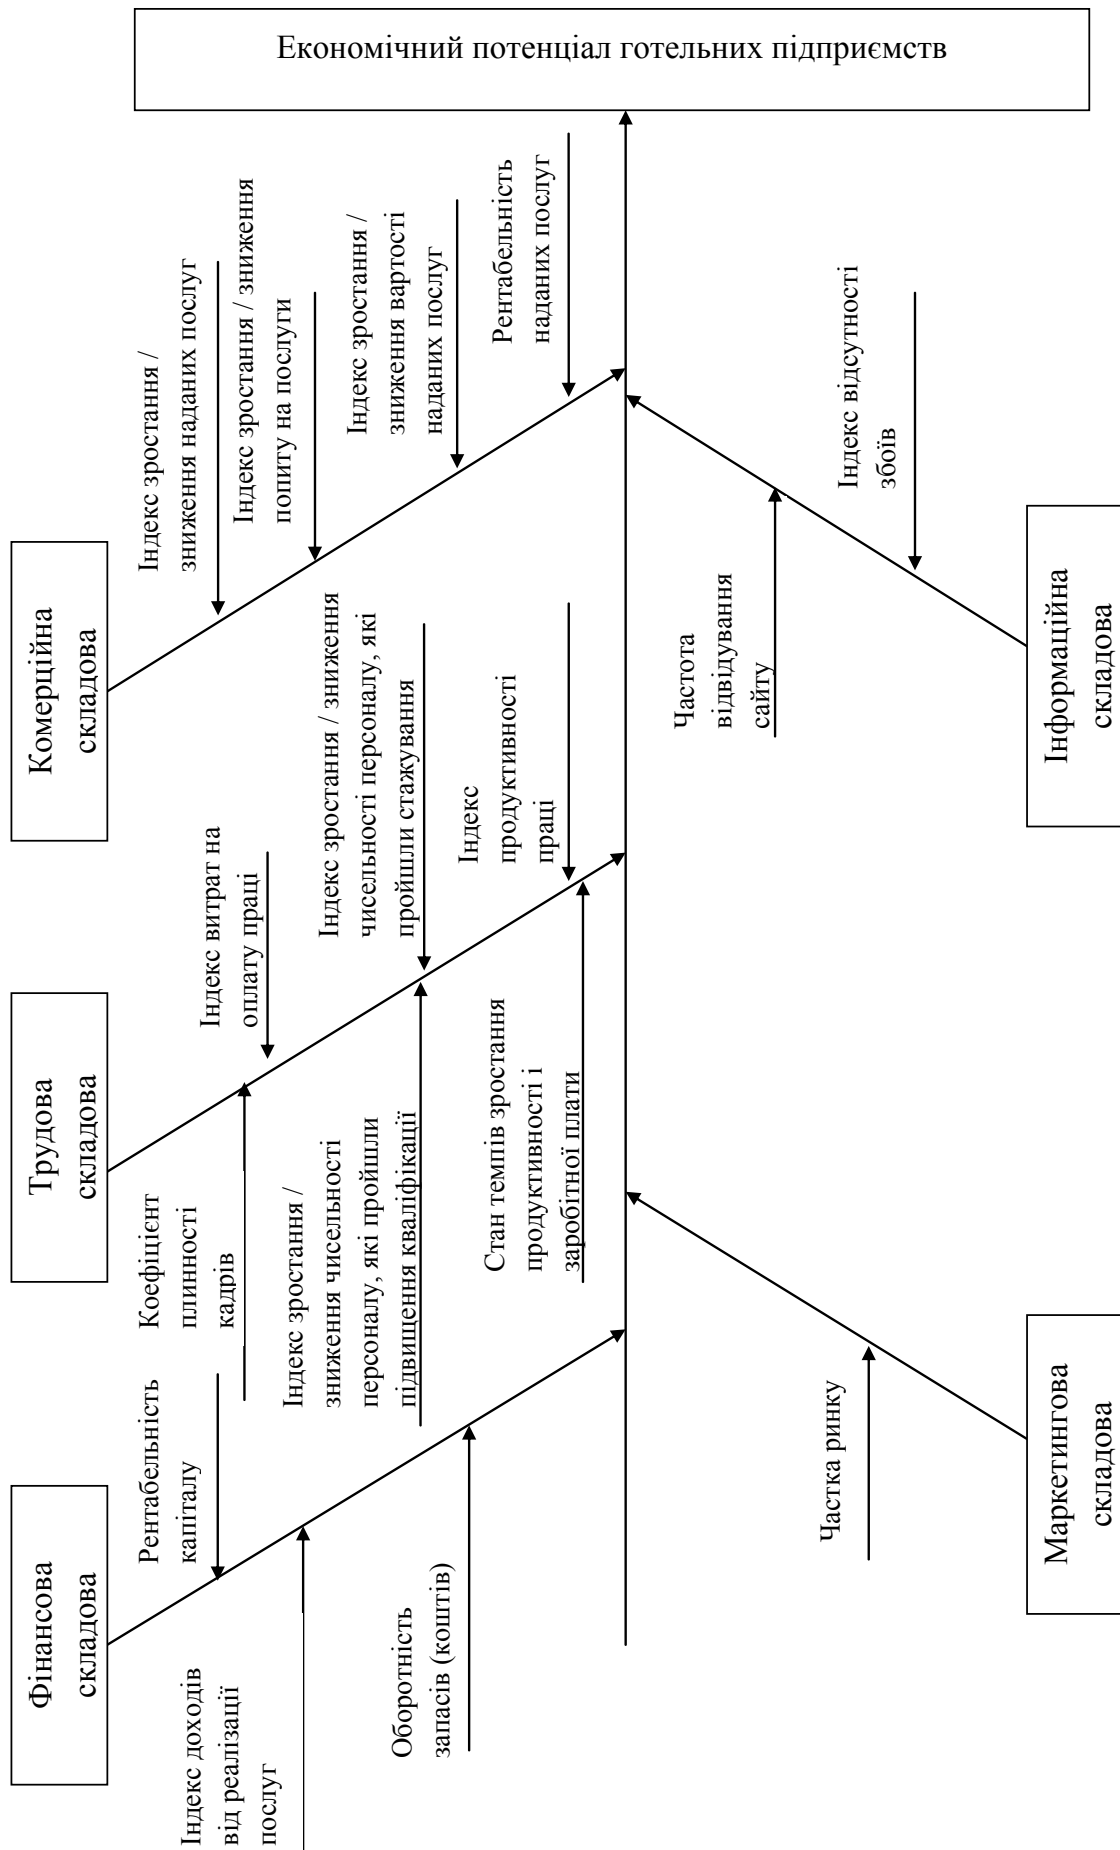 Економічний потенціал готельних підприємств
Фінансова
складова
Трудова
складова
Комерційна
складова
Рентабельність
капіталу
Індекс доходів
від реалізації
послуг
Оборотність
запасів (коштів)
Коефіцієнт
плинності
кадрів
Індекс витрат на
оплату праці
Індекс зростання /
зниження чисельності
персоналу, які пройшли
підвищення кваліфікації
Індекс зростання / зниження
чисельності персоналу, які
пройшли стажування
Індекс
продуктивності
праці
Стан темпів зростання
продуктивності і
заробітної плати
Індекс зростання /
зниження наданих послуг
Індекс зростання / зниження
попиту на послуги
Індекс зростання /
зниження вартості
наданих послуг
Рентабельність
наданих послуг
Частка ринку
Частота
відвідування
сайту
Індекс відсутності
збоїв
Маркетингова
складова
Інформаційна
складова